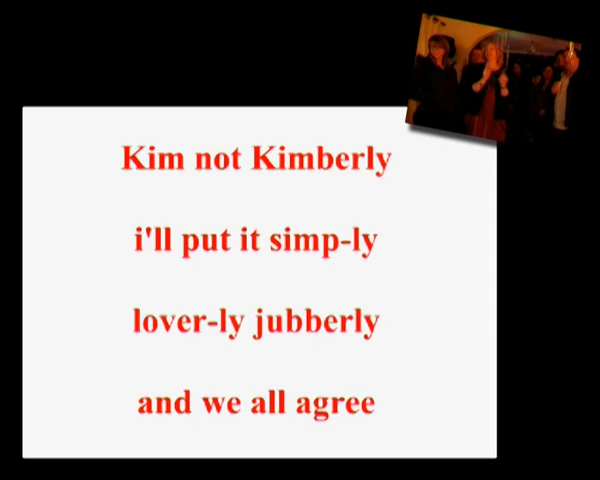 Kim not Kimberly
i'll put it simp-ly
lover-ly jubberly
and we all agree